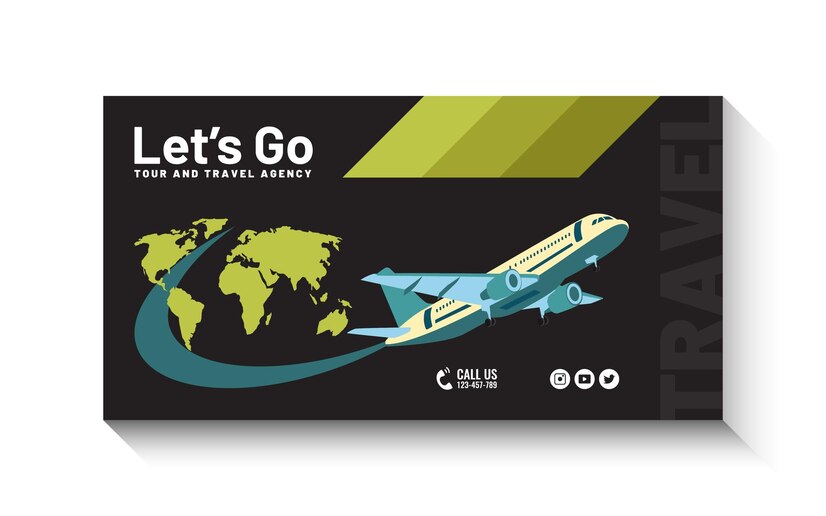 Let's Go
TOUR AND TRAVEL AGENCY
TRAVEL
CALL US
123-457-789